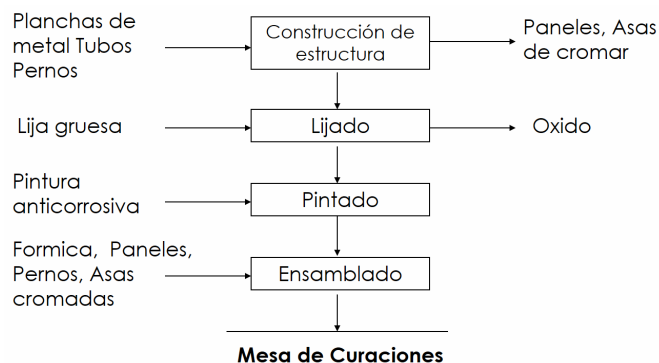 Planchas de
metal Tubos
Pernos
Construcción de
estructura
Paneles, Asas
de cromar
Lija gruesa
Lijado
Oxido
Pintura
anticorrosiva
Pintado
Formica, Paneles,
Pernos, Asas
cromadas
Ensamblado
Mesa de Curaciones